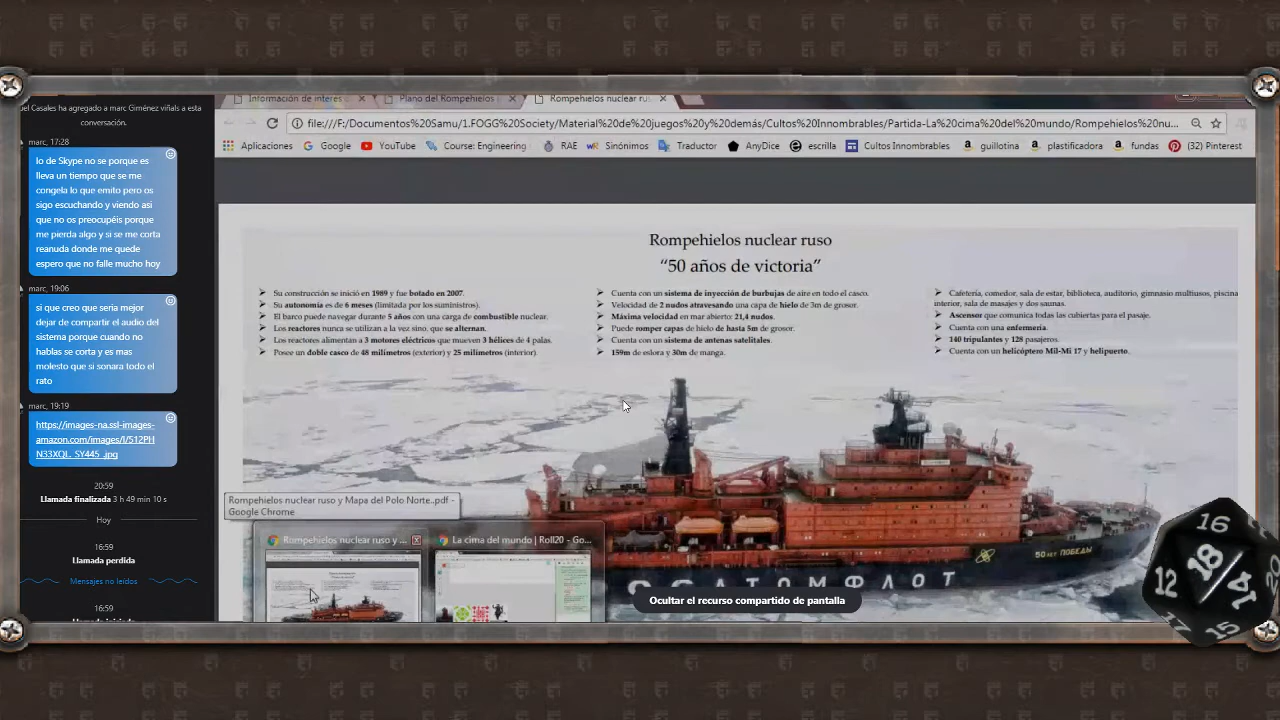 uel Casales ha agregado a marc Giménez viñals a esta
conversación.
marc, 17:28
lo de Skype no se porque es
lleva un tiempo que se me
congela lo que emito pero os
sigo escuchando y viendo asi
que no os preocupéis porque
me pierda algo y si se me corta
reanuda donde me quede
espero que no falle mucho hoy
marc, 19:06
si que creo que seria mejor
dejar de compartir el audio del
sistema porque cuando no
hablas se corta y es mas
molesto que si sonara todo el
rato
marc, 19:19
https://images-na.ssl-images-
amazon.com/images/I/512PH
N33XQL._SY445_.jpg
20:59
Llamada finalizada 3 h 49 min 10 s
Hoy
16:59
Llamada perdida
Mensajes no leídos
16:59
Información de interés
Plano del Rompehielos
Rompehielos nuclear rus
file:///F:/Documentos%20Samu/1.FOGG%20Society/Material%20de%20juegos%20y%20demás/Cultos%20Innombrables/Partida-La%20cima%20del%20mundo/Rompehielos%20nu...
Aplicaciones Google YouTube Course: Engineering RAE Sinónimos Traductor AnyDice escrilla Cultos Innombrables guillotina plastificadora fundas (32) Pinterest
Rompehielos nuclear ruso
“50 años de victoria”
Su construcción se inició en 1989 y fue botado en 2007.
Su autonomía es de 6 meses (limitada por los suministros).
El barco puede navegar durante 5 años con una carga de combustible nuclear.
Los reactores nunca se utilizan a la vez sino, que se alternan.
Los reactores alimentan a 3 motores eléctricos que mueven 3 hélices de 4 palas.
Posee un doble casco de 48 milímetros (exterior) y 25 milímetros (interior).
Cuenta con un sistema de inyección de burbujas de aire en todo el casco.
Velocidad de 2 nudos atravesando una capa de hielo de 3m de grosor.
Máxima velocidad en mar abierto: 21,4 nudos.
Puede romper capas de hielo de hasta 5m de grosor.
Cuenta con un sistema de antenas satelitales.
159m de eslora y 30m de manga.
Cafetería, comedor, sala de estar, biblioteca, auditorio, gimnasio multiusos, piscina
interior, sala de masajes y dos saunas.
Ascensor que comunica todas las cubiertas para el pasaje.
Cuenta con una enfermería.
140 tripulantes y 128 pasajeros.
Cuenta con un helicóptero Mil-Mi 17 y helipuerto.
Rompehielos nuclear ruso y Mapa del Polo Norte..pdf -
Google Chrome
Rompehielos nuclear ruso y ...
La cima del mundo | Roll20 - Go...
50 ЛЕТ ПОБЕДЫ
АТОМФЛОТ
Ocultar el recurso compartido de pantalla
16
18
12
14
17
15